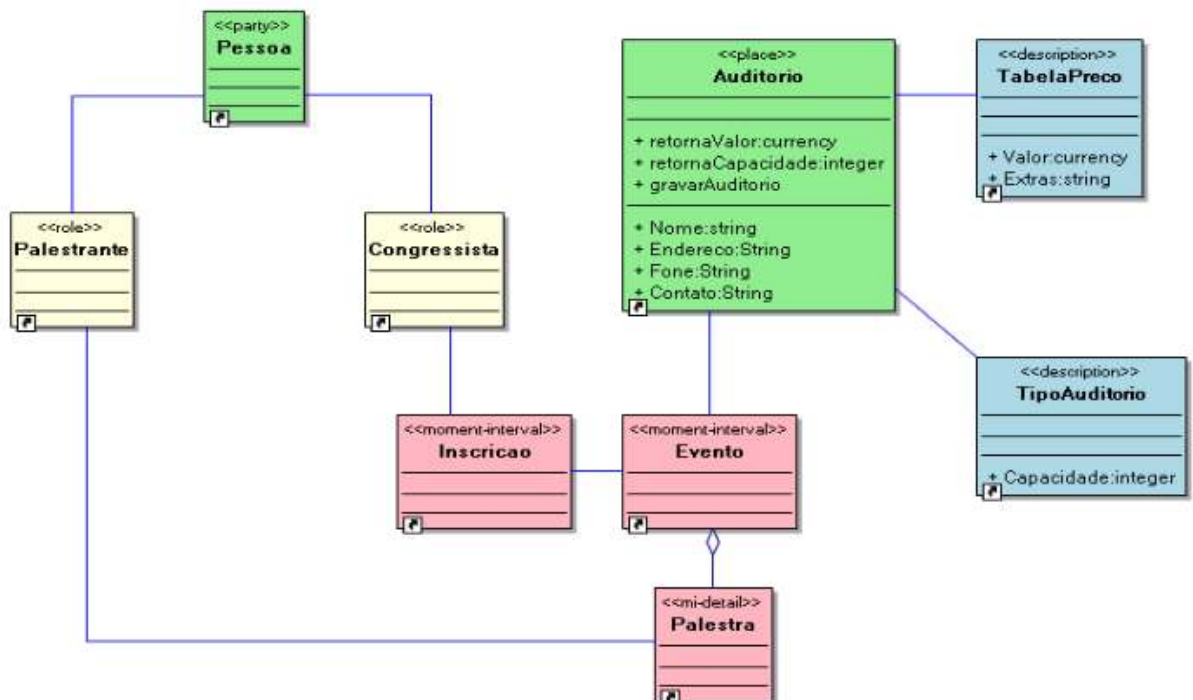 <<party>>
Pessoa
<<place>>
Auditorio
+ retornaValor:currency
+ retornaCapacidade:integer
+ gravarAuditorio
+ Nome:string
+ Endereco:String
+ Fone:String
+ Contato:String
<<description>>
TabelaPreco
+ Valor:currency
+ Extras:string
<<role>>
Palestrante
<<role>>
Congressista
<<description>>
TipoAuditorio
+ Capacidade:integer
<<moment-interval>>
Inscricao
<<moment-interval>>
Evento
<<mi-detail>>
Palestra